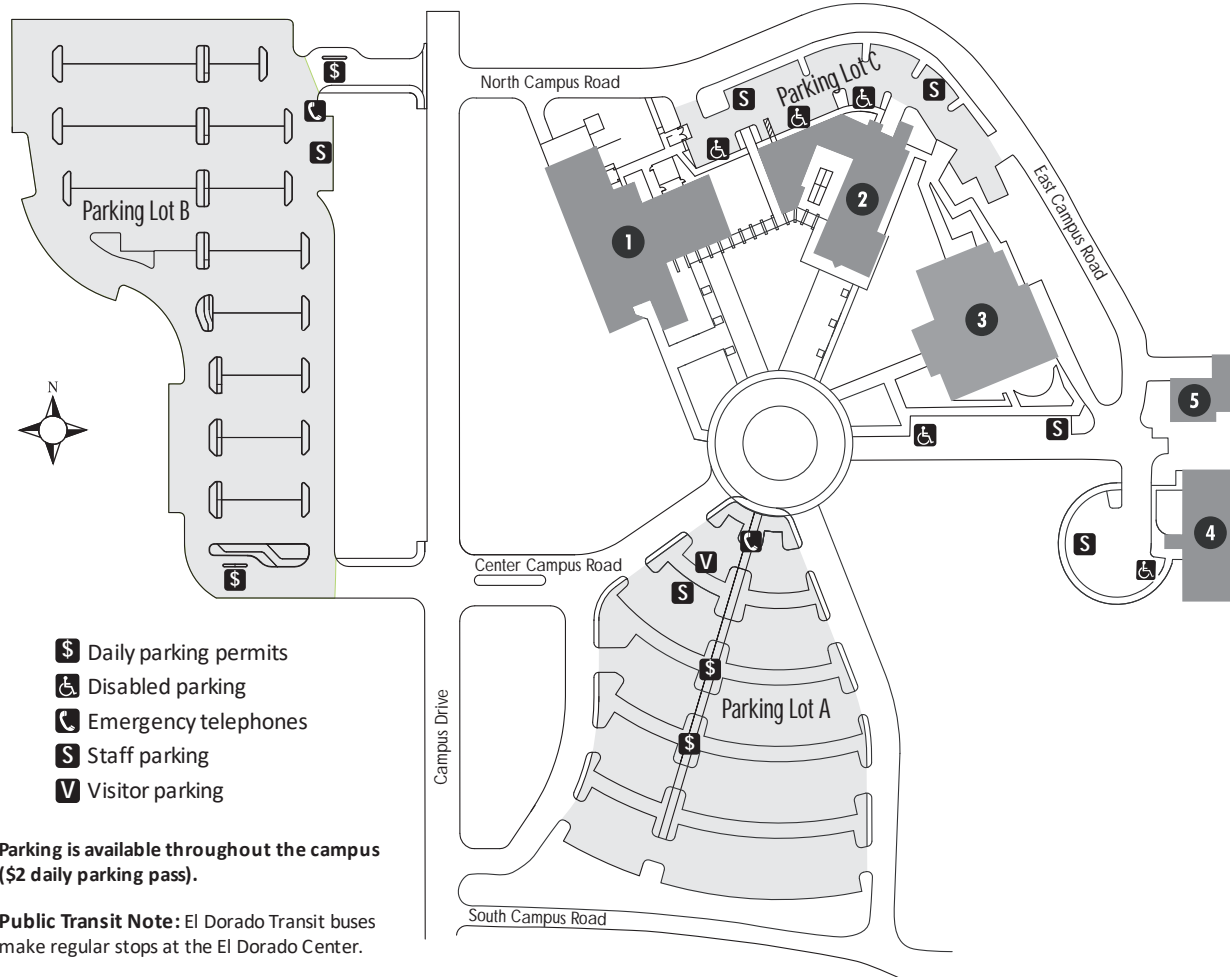 $
North Campus Road
Parking Lot C
S
S
S
Parking Lot B
East Campus Road
2
1
3
N
5
S
4
S
Center Campus Road
V
S
$
$ Daily parking permits
Disabled parking
Emergency telephones
S Staff parking
V Visitor parking
$
Parking Lot A
$
Campus Drive
Parking is available throughout the campus
($2 daily parking pass).
Public Transit Note: El Dorado Transit buses
make regular stops at the El Dorado Center.
South Campus Road